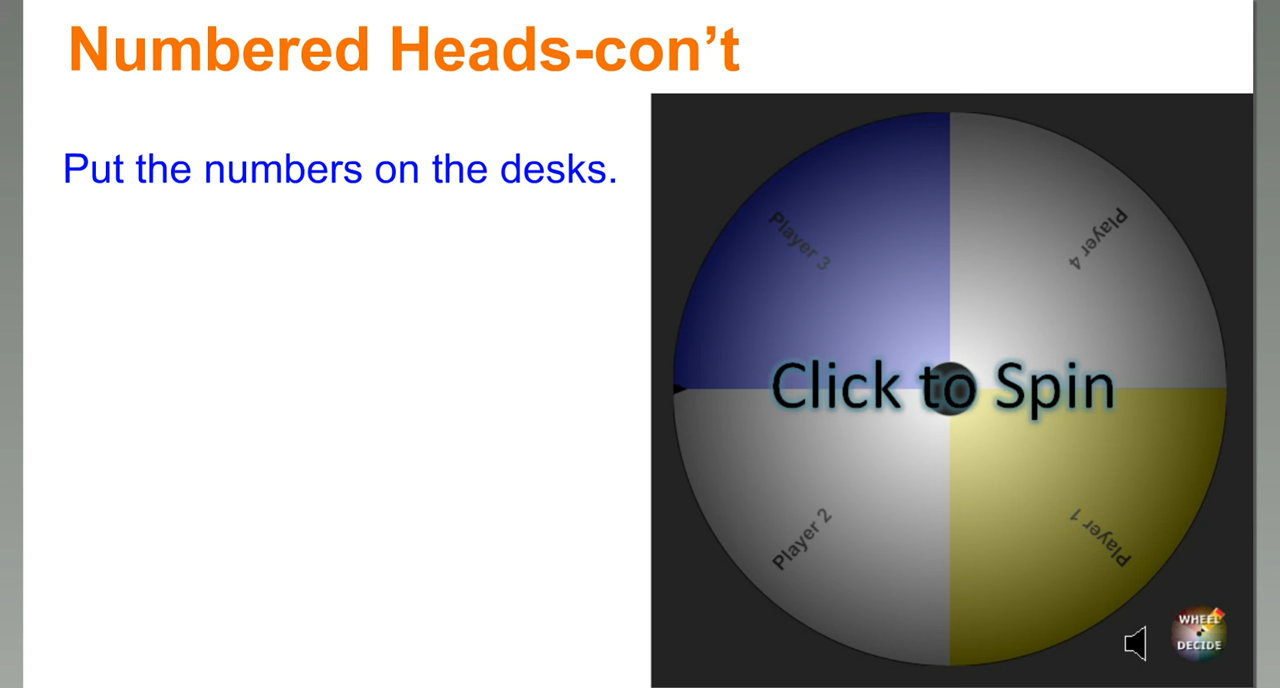 Numbered Heads-con’t
Put the numbers on the desks.
Player 3
Player 4
Click to Spin
Player 2
Player 1
WHEEL
DECIDE